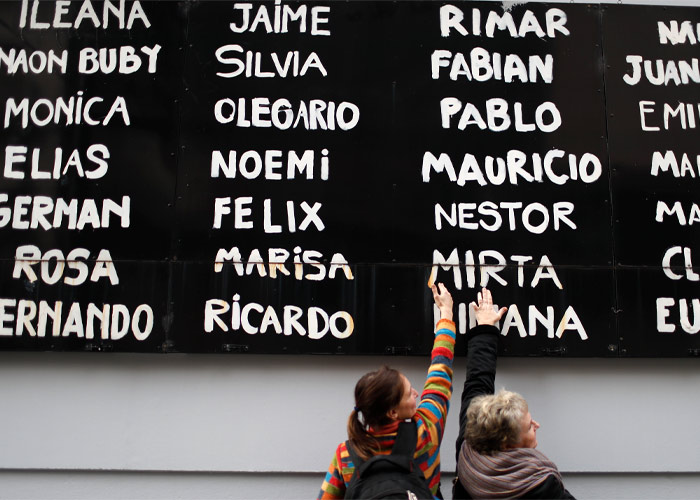 ILEANA
NAON BUBY
MONICA
ELIAS
GERMAN
ROSA
FERNANDO
JAIME
SILVIA
OLEGARIO
NOEMI
FELIX
MARISA
RICARDO
RIMAR
FABIAN
PABLO
MAURICIO
NESTOR
MIRTA
JUAN